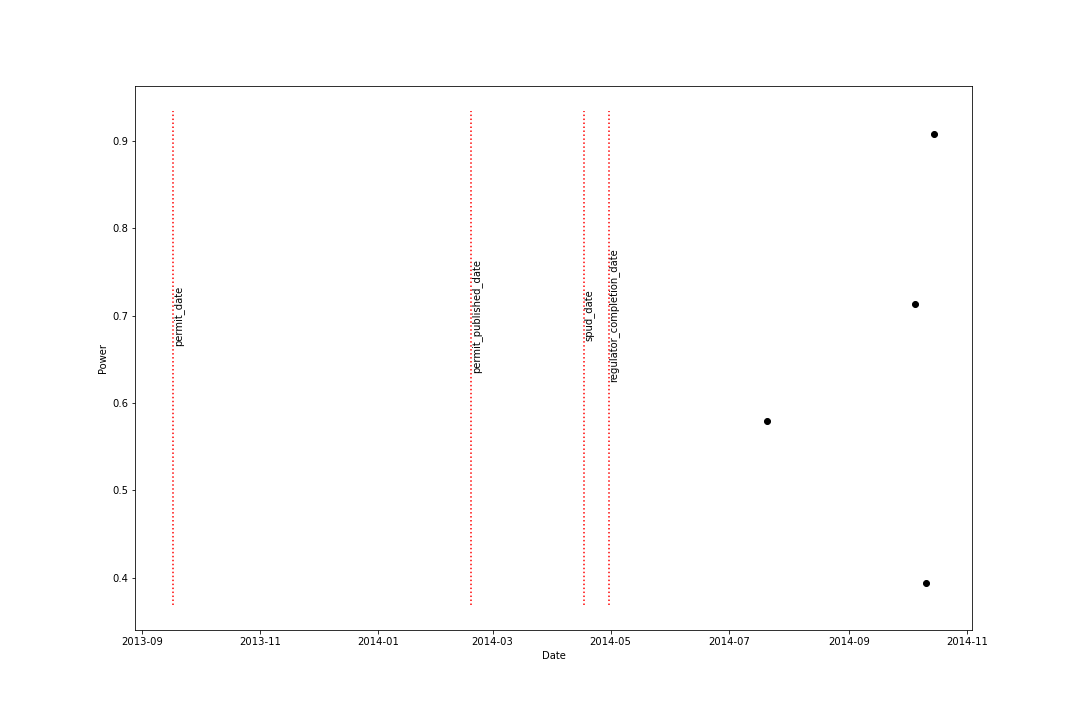 0.9
0.8
0.7
0.6
0.5
0.4
Power
permit_date
permit_published_date
spud_date
regulator_completion_date
2013-09
2013-11
2014-01
2014-03
2014-05
2014-07
2014-09
2014-11
Date